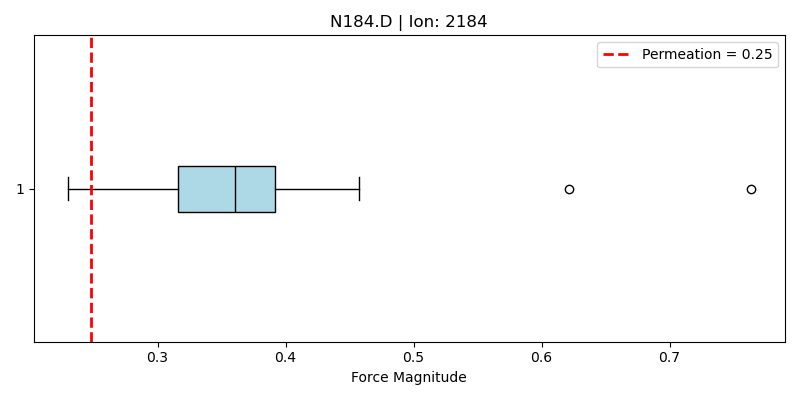 N184.D | Ion: 2184
Permeation = 0.25
1
0.3 0.4 0.5 0.6 0.7
Force Magnitude